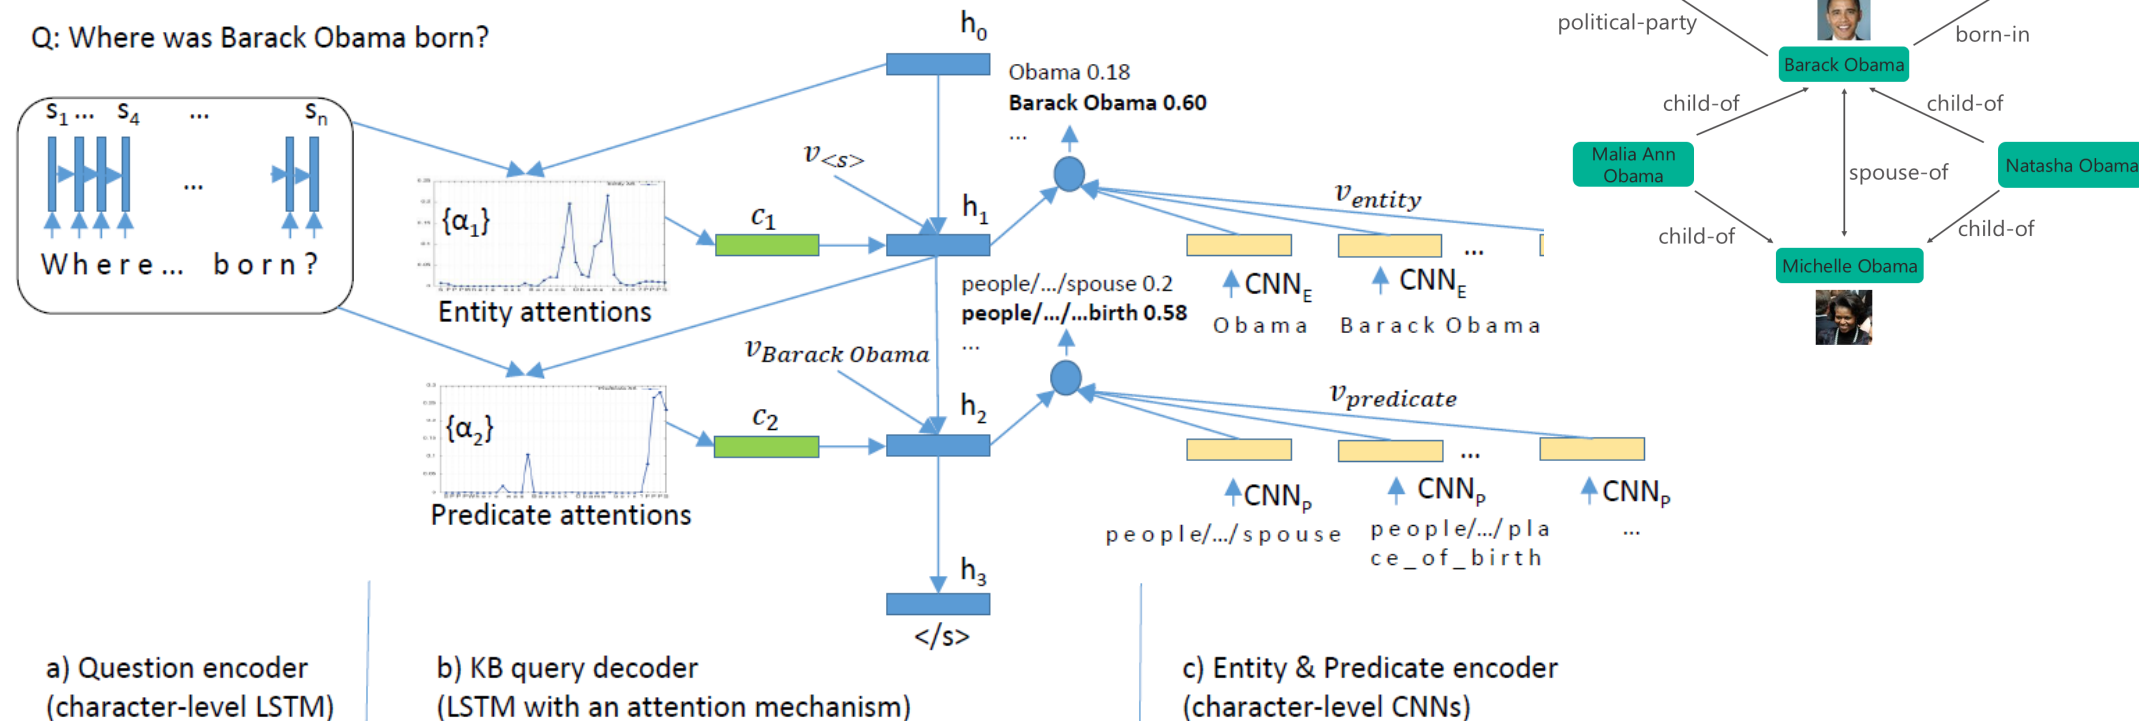 Q: Where was Barack Obama born?
s1 ... s4 ... sn
...
Where... born?
h0
Obama 0.18
Barack Obama 0.60
...
v<s>
{α1}
Entity attentions
c1
h1
ventity
...
CNNE
CNNE
Obama
Barack Obama
people/.../spouse 0.2
people/.../...birth 0.58
...
vBarack Obama
{α2}
Predicate attentions
c2
h2
vpredicate
...
CNNP
CNNP
CNNP
people/.../spouse
people/.../pla
ce_of_birth
...
h3
</s>
a) Question encoder
(character-level LSTM)
b) KB query decoder
(LSTM with an attention mechanism)
c) Entity & Predicate encoder
(character-level CNNs)
political-party
born-in
Barack Obama
child-of
child-of
Malia Ann
Obama
spouse-of
Natasha Obama
child-of
child-of
Michelle Obama